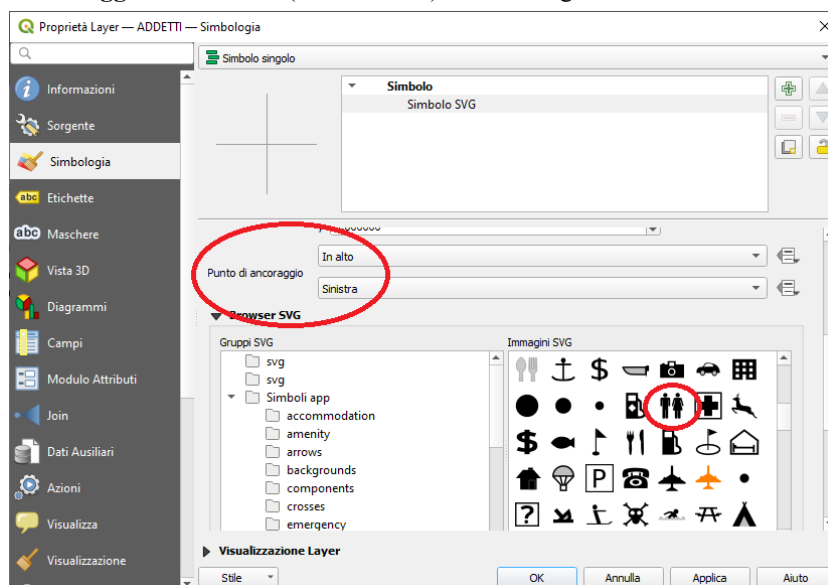 Proprietà Layer — ADDETTI — Simbologia
Simbolo singolo
Informazioni
Sorgente
Simbologia
abc Etichette
abc Maschere
Vista 3D
Diagrammi
Campi
Modulo Attributi
Join
Dati Ausiliari
Azioni
Visualizza
Visualizzazione
Simbolo
Simbolo SVG
Punto di ancoraggio
In alto
Sinistra
Browser SVG
Gruppi SVG
svg
svg
Simboli app
accommodation
amenity
arrows
backgrounds
components
crosses
emergency
Immagini SVG
Visualizzazione Layer
Stile
OK
Annulla
Applica
Aiuto